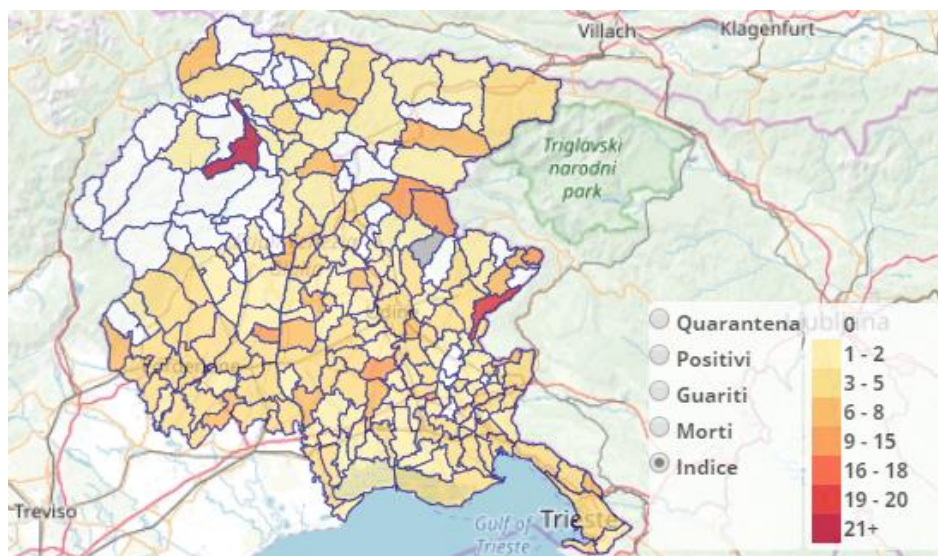 Villach
Klagenfurt
Triglavski
narodni
park
Quarantena
Positivi
Guariti
Morti
Indice
0
1 - 2
3 - 5
6 - 8
9 - 15
16 - 18
19 - 20
21+
Treviso
Gulf of
Trieste
Trieste